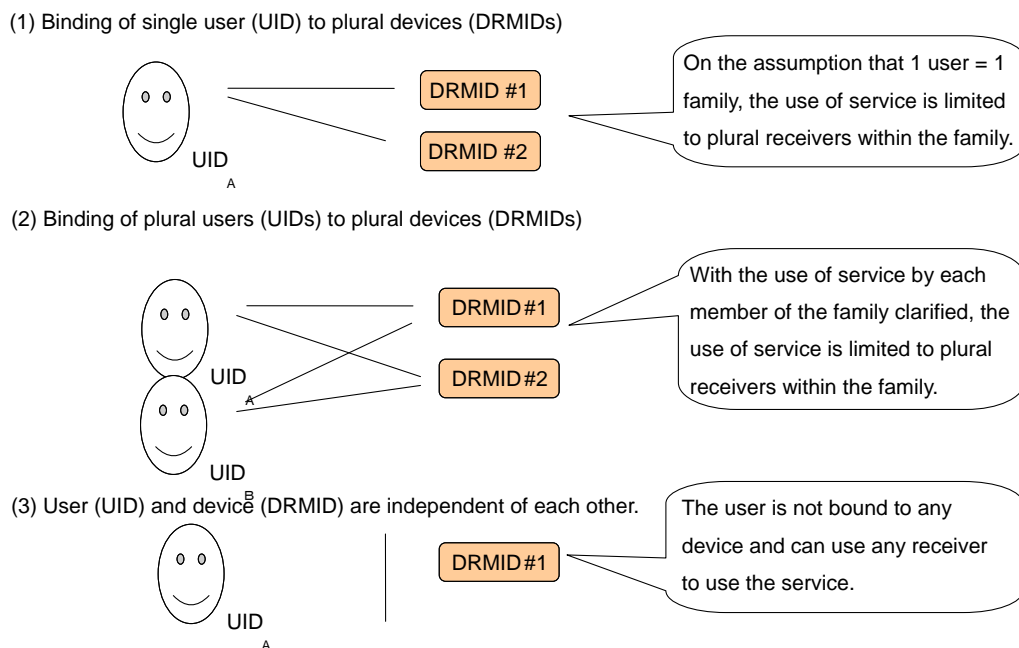 (1) Binding of single user (UID) to plural devices (DRMIDs)
DRMID #1
DRMID #2
UID
A
On the assumption that 1 user = 1
family, the use of service is limited
to plural receivers within the family.
(2) Binding of plural users (UIDs) to plural devices (DRMIDs)
DRMID #1
DRMID #2
UID
A
UID
B
With the use of service by each
member of the family clarified, the
use of service is limited to plural
receivers within the family.
(3) User (UID) and device (DRMID) are independent of each other.
DRMID #1
UID
A
The user is not bound to any
device and can use any receiver
to use the service.